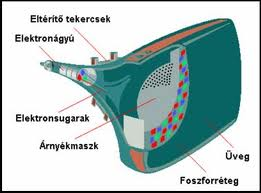 Eltérítő tekercsek
Elektronágyú
Elektronsugarak
Árnyékmaszk
Üveg
Foszforréteg